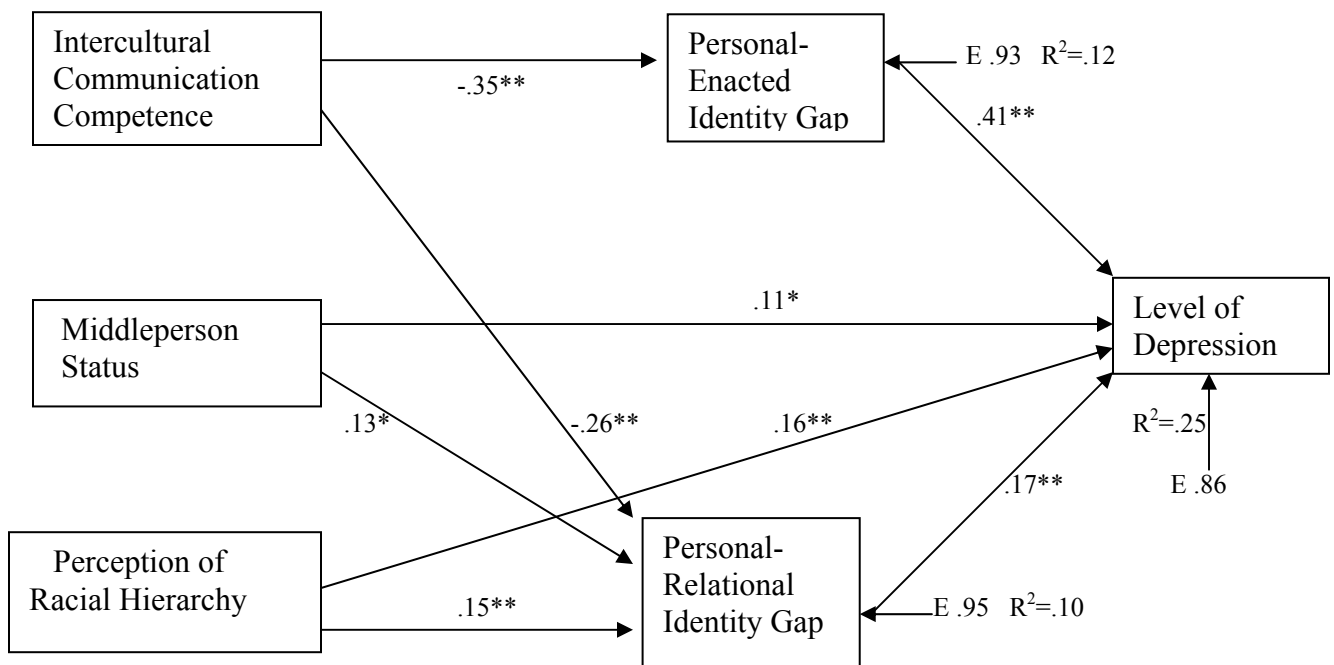 Intercultural
Communication
Competence
-.35**
Personal-
Enacted
Identity Gap
E .93 R²=.12
.41**
Middleperson
Status
.11*
Level of
Depression
.13*
-.26**
.16**
R²=.25
.17**
E .86
Perception of
Racial Hierarchy
.15**
Personal-
Relational
Identity Gap
E .95 R²=.10